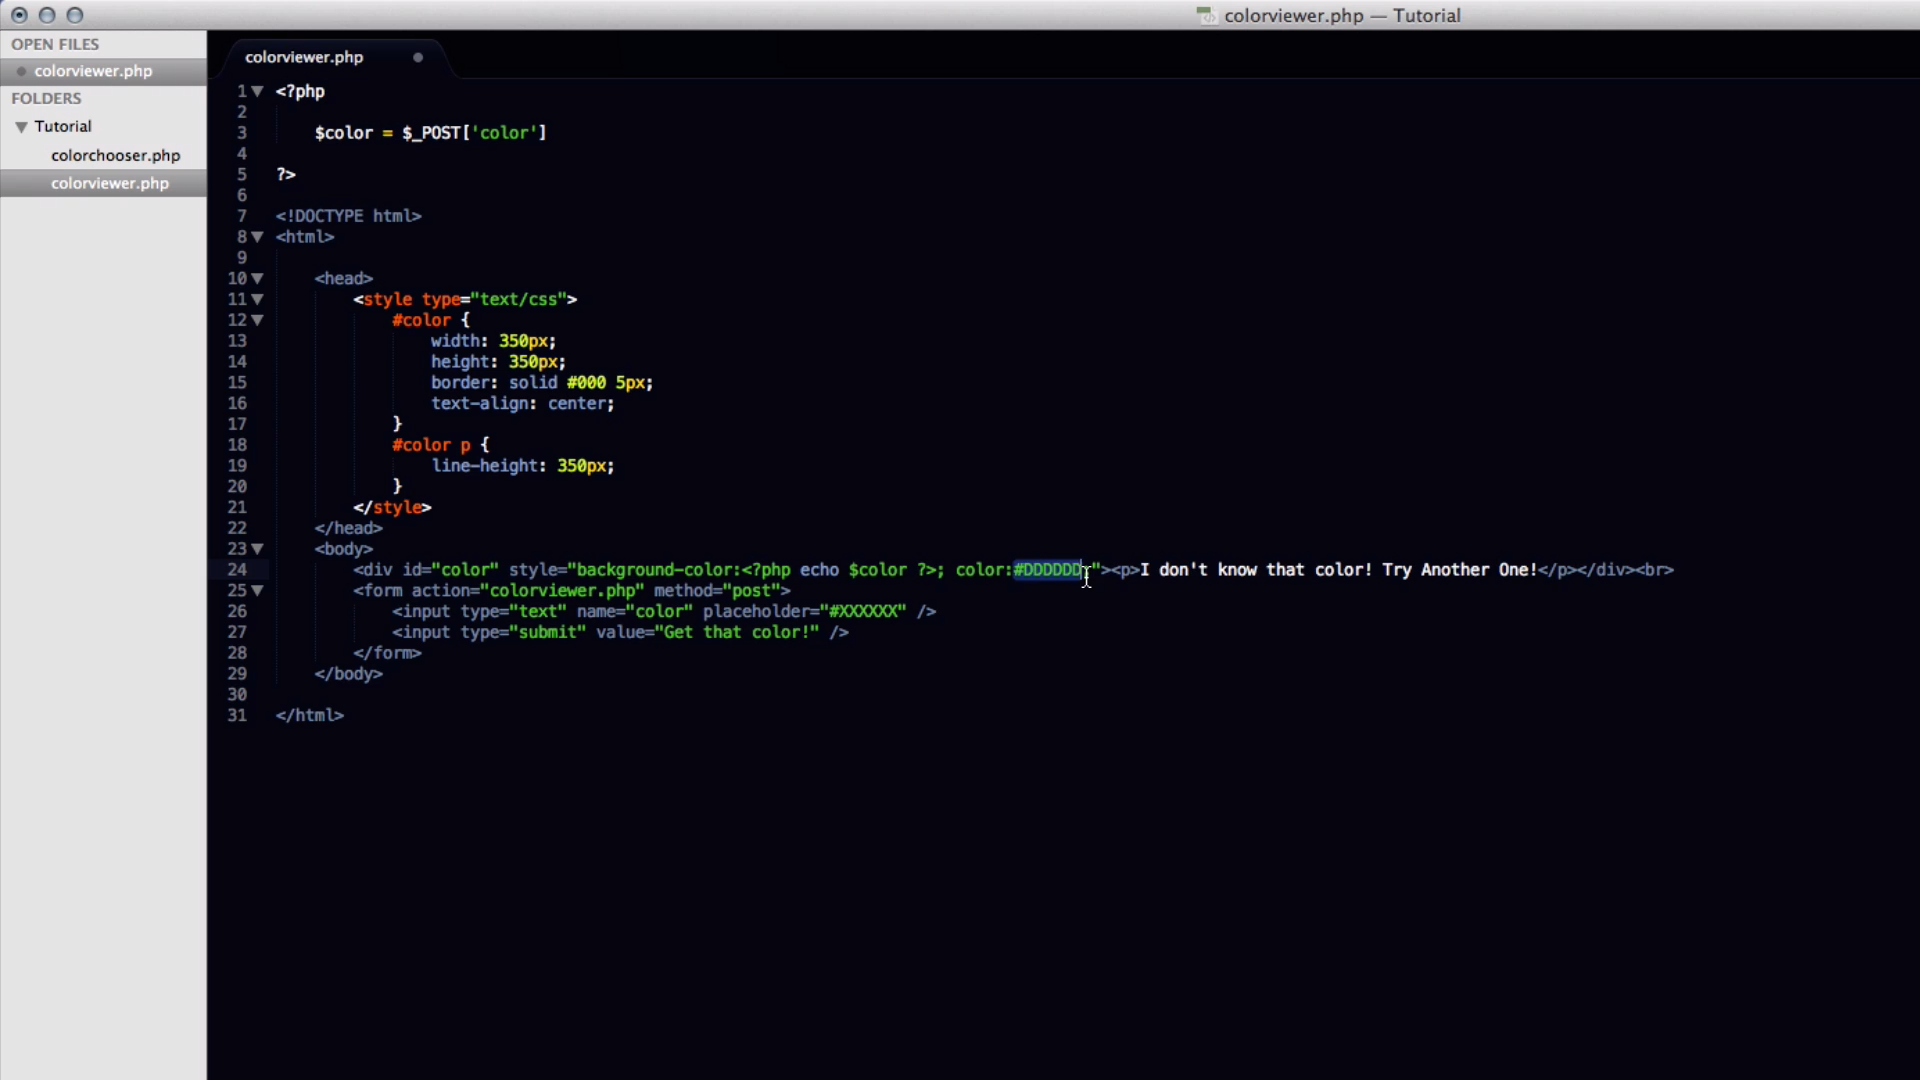 colorviewer.php — Tutorial
OPEN FILES
colorviewer.php
FOLDERS
Tutorial
colorchooser.php
colorviewer.php
colorviewer.php
1 <?php
2
3 $color = $_POST['color']
4
5 ?>
6
7 <!DOCTYPE html>
8 <html>
9
10 <head>
11 <style type="text/css">
12 #color {
13 width: 350px;
14 height: 350px;
15 border: solid #000 5px;
16 text-align: center;
17 }
18 #color p {
19 line-height: 350px;
20 }
21 </style>
22 </head>
23 <body>
24 <div id="color" style="background-color:<?php echo $color ?>; color:#DDDDDD;"><p>I don't know that color! Try Another One!</p></div><br>
25 <form action="colorviewer.php" method="post">
26 <input type="text" name="color" placeholder="#XXXXXX" />
27 <input type="submit" value="Get that color!" />
28 </form>
29 </body>
30
31 </html>